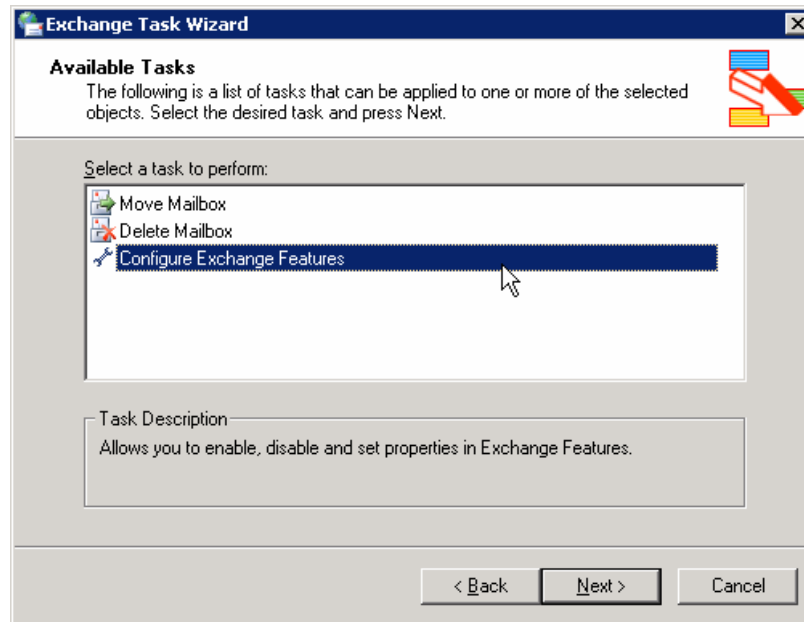 Exchange Task Wizard
Available Tasks
The following is a list of tasks that can be applied to one or more of the selected
objects. Select the desired task and press Next.
Select a task to perform:
Move Mailbox
Delete Mailbox
Configure Exchange Features
Task Description
Allows you to enable, disable and set properties in Exchange Features.
< Back Next > Cancel